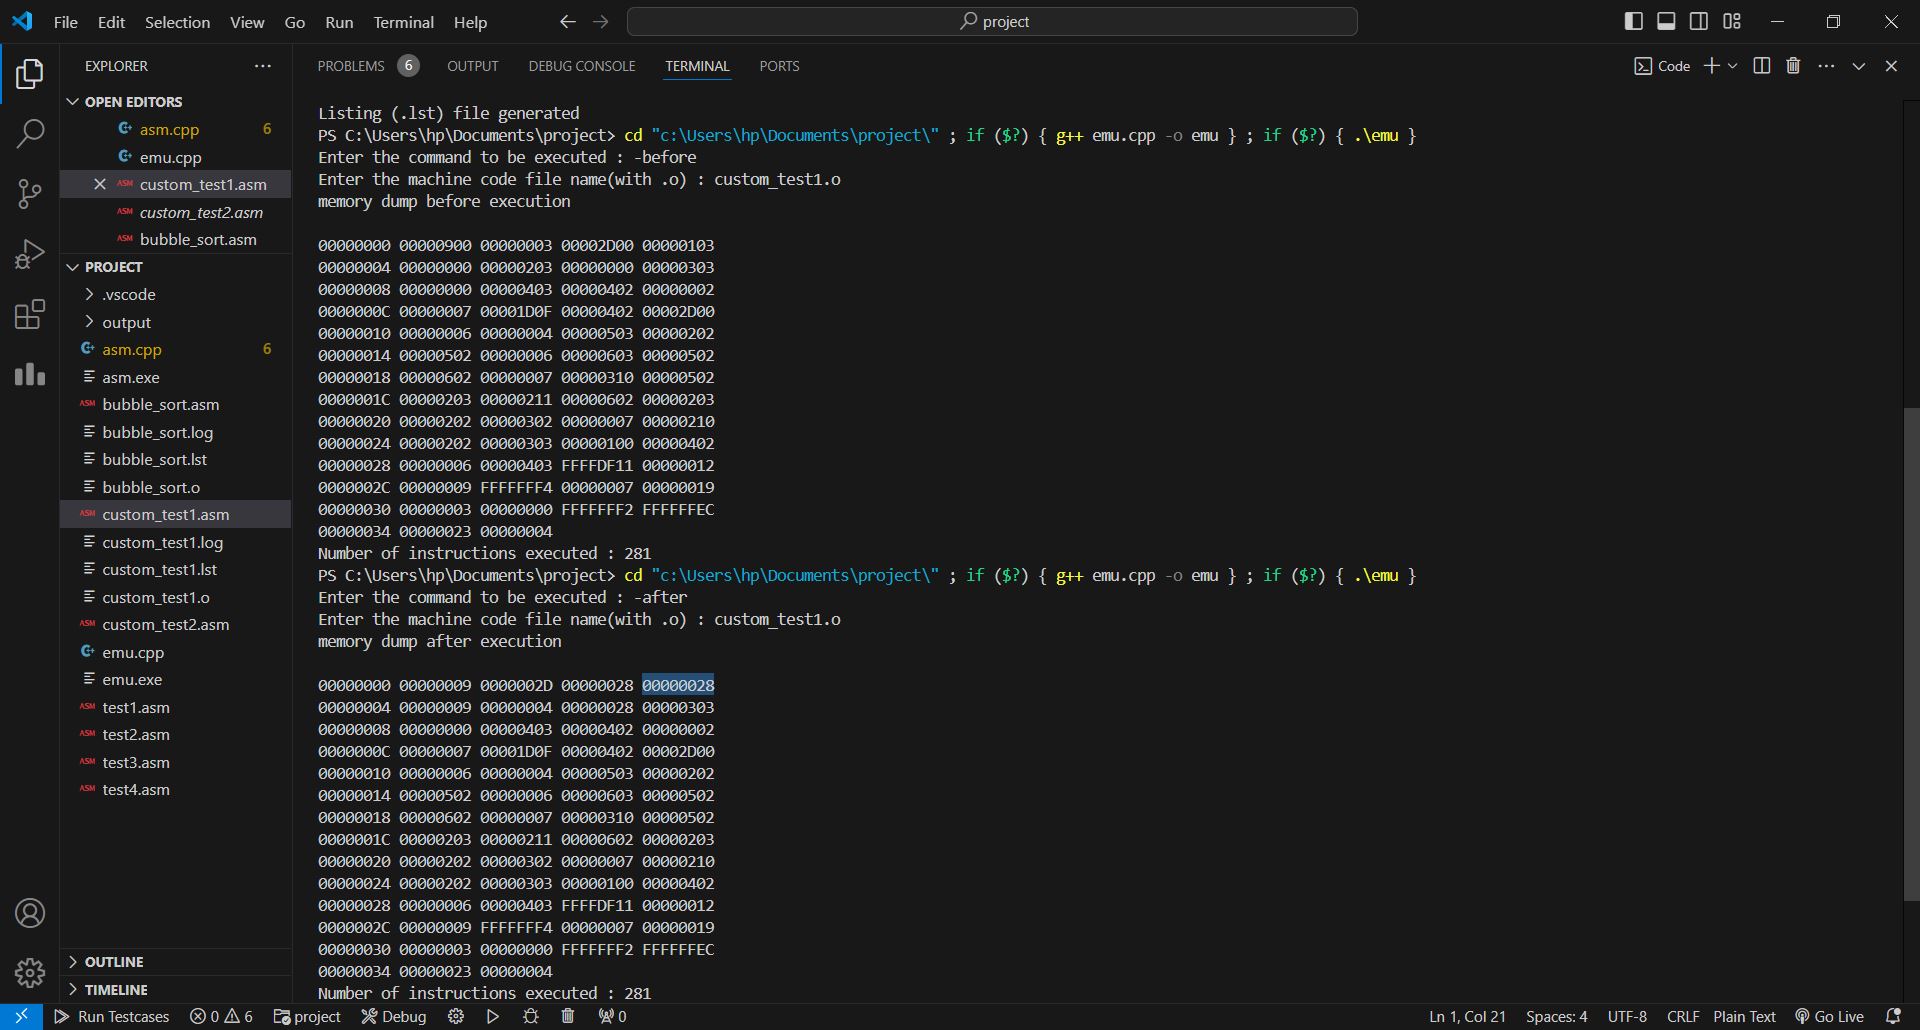 File Edit Selection View Go Run Terminal Help
project
EXPLORER
OPEN EDITORS
asm.cpp 6
emu.cpp
custom_test1.asm
custom_test2.asm
bubble_sort.asm
PROJECT
.vscode
output
asm.cpp 6
asm.exe
bubble_sort.asm
bubble_sort.log
bubble_sort.lst
bubble_sort.o
custom_test1.asm
custom_test1.log
custom_test1.lst
custom_test1.o
custom_test2.asm
emu.cpp
emu.exe
test1.asm
test2.asm
test3.asm
test4.asm
OUTLINE
TIMELINE
PROBLEMS 6 OUTPUT DEBUG CONSOLE TERMINAL PORTS
Code
Listing (.lst) file generated
PS C:\Users\hp\Documents\project> cd "c:\Users\hp\Documents\project\" ; if ($?) { g++ emu.cpp -o emu } ; if ($?) { .\emu }
Enter the command to be executed : -before
Enter the machine code file name(with .o) : custom_test1.o
memory dump before execution
00000000 00000900 00000003 00002D00 00000103
00000004 00000000 00000203 00000000 00000303
00000008 00000000 00000403 00000402 00000002
0000000C 00000007 00001D0F 00000402 00002D00
00000010 00000006 00000004 00000503 00000202
00000014 00000502 00000006 00000603 00000502
00000018 00000602 00000007 00000310 00000502
0000001C 00000203 00000211 00000602 00000203
00000020 00000202 00000302 00000007 00000210
00000024 00000202 00000303 00000100 00000402
00000028 00000006 00000403 FFFFDF11 00000012
0000002C 00000009 FFFFFFF4 00000007 00000019
00000030 00000003 00000000 FFFFFFF2 FFFFFFEC
00000034 00000023 00000004
Number of instructions executed : 281
PS C:\Users\hp\Documents\project> cd "c:\Users\hp\Documents\project\" ; if ($?) { g++ emu.cpp -o emu } ; if ($?) { .\emu }
Enter the command to be executed : -after
Enter the machine code file name(with .o) : custom_test1.o
memory dump after execution
00000000 00000009 0000002D 00000028 00000028
00000004 00000009 00000004 00000028 00000303
00000008 00000000 00000403 00000402 00000002
0000000C 00000007 00001D0F 00000402 00002D00
00000010 00000006 00000004 00000503 00000202
00000014 00000502 00000006 00000603 00000502
00000018 00000602 00000007 00000310 00000502
0000001C 00000203 00000211 00000602 00000203
00000020 00000202 00000302 00000007 00000210
00000024 00000202 00000303 00000100 00000402
00000028 00000006 00000403 FFFFDF11 00000012
0000002C 00000009 FFFFFFF4 00000007 00000019
00000030 00000003 00000000 FFFFFFF2 FFFFFFEC
00000034 00000023 00000004
Number of instructions executed : 281
Run Testcases 0 6 project Debug 0 Ln 1, Col 21 Spaces: 4 UTF-8 CRLF Plain Text Go Live